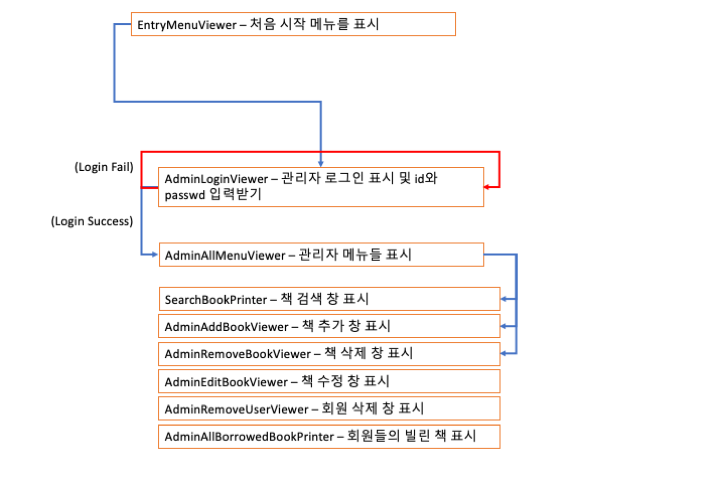 EntryMenuViewer – 처음 시작 메뉴를 표시
(Login Fail)
AdminLoginViewer – 관리자 로그인 표시 및 id와
passwd 입력받기
(Login Success)
AdminAllMenuViewer – 관리자 메뉴들 표시
SearchBookPrinter – 책 검색 창 표시
AdminAddBookViewer – 책 추가 창 표시
AdminRemoveBookViewer – 책 삭제 창 표시
AdminEditBookViewer – 책 수정 창 표시
AdminRemoveUserViewer – 회원 삭제 창 표시
AdminAllBorrowedBookPrinter – 회원들의 빌린 책 표시